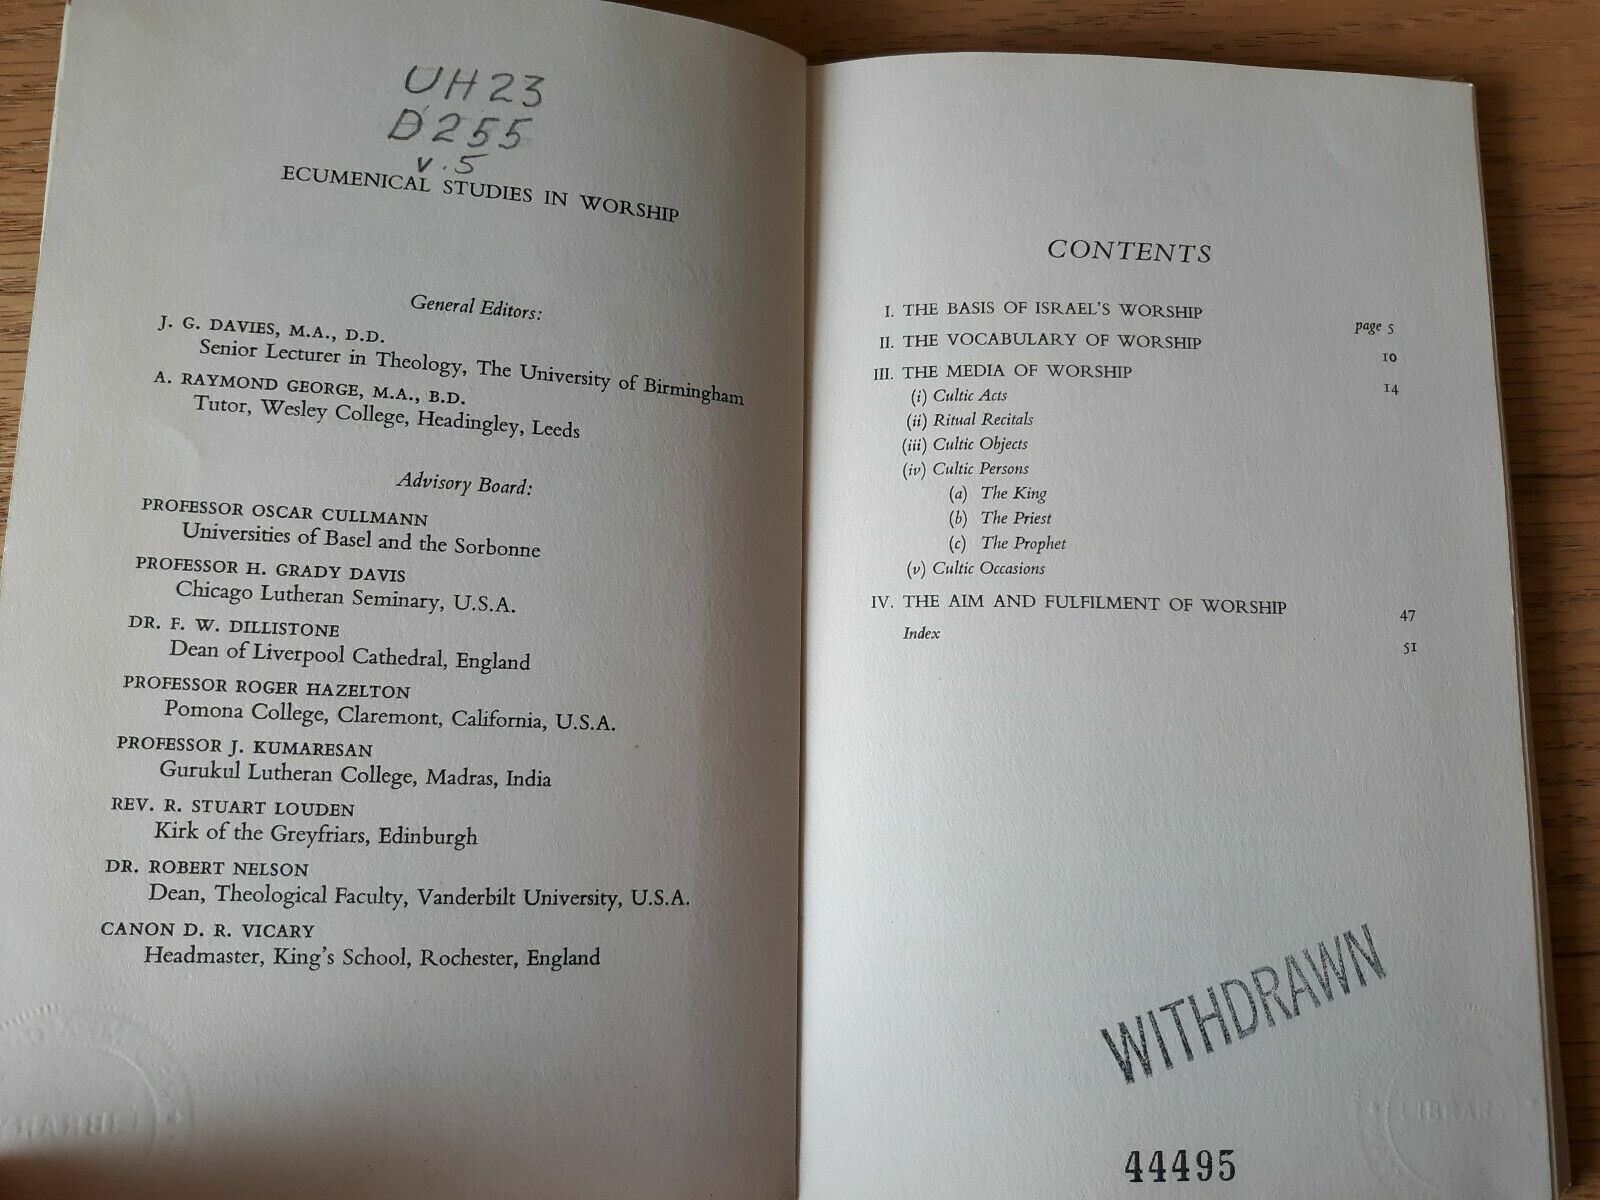 UH23
D255
v.5
ECUMENICAL STUDIES IN WORSHIP
General Editors:
J. G. DAVIES, M.A., D.D.
Senior Lecturer in Theology, The University of Birmingham
A. RAYMOND GEORGE, M.A., B.D.
Tutor, Wesley College, Headingley, Leeds
Advisory Board:
PROFESSOR OSCAR CULLMANN
Universities of Basel and the Sorbonne
PROFESSOR H. GRADY DAVIS
Chicago Lutheran Seminary, U.S.A.
DR. F. W. DILLISTONE
Dean of Liverpool Cathedral, England
PROFESSOR ROGER HAZELTON
Pomona College, Claremont, California, U.S.A.
PROFESSOR J. KUMARESAN
Gurukul Lutheran College, Madras, India
REV. R. STUART LOUDEN
Kirk of the Greyfriars, Edinburgh
DR. ROBERT NELSON
Dean, Theological Faculty, Vanderbilt University, U.S.A.
CANON D. R. VICARY
Headmaster, King's School, Rochester, England
CONTENTS
I. THE BASIS OF ISRAEL'S WORSHIP page 5
II. THE VOCABULARY OF WORSHIP 10
III. THE MEDIA OF WORSHIP 14
(i) Cultic Acts
(ii) Ritual Recitals
(iii) Cultic Objects
(iv) Cultic Persons
(a) The King
(b) The Priest
(c) The Prophet
(v) Cultic Occasions
IV. THE AIM AND FULFILMENT OF WORSHIP 47
Index 51
WITHDRAWN
LIBRARY
44495